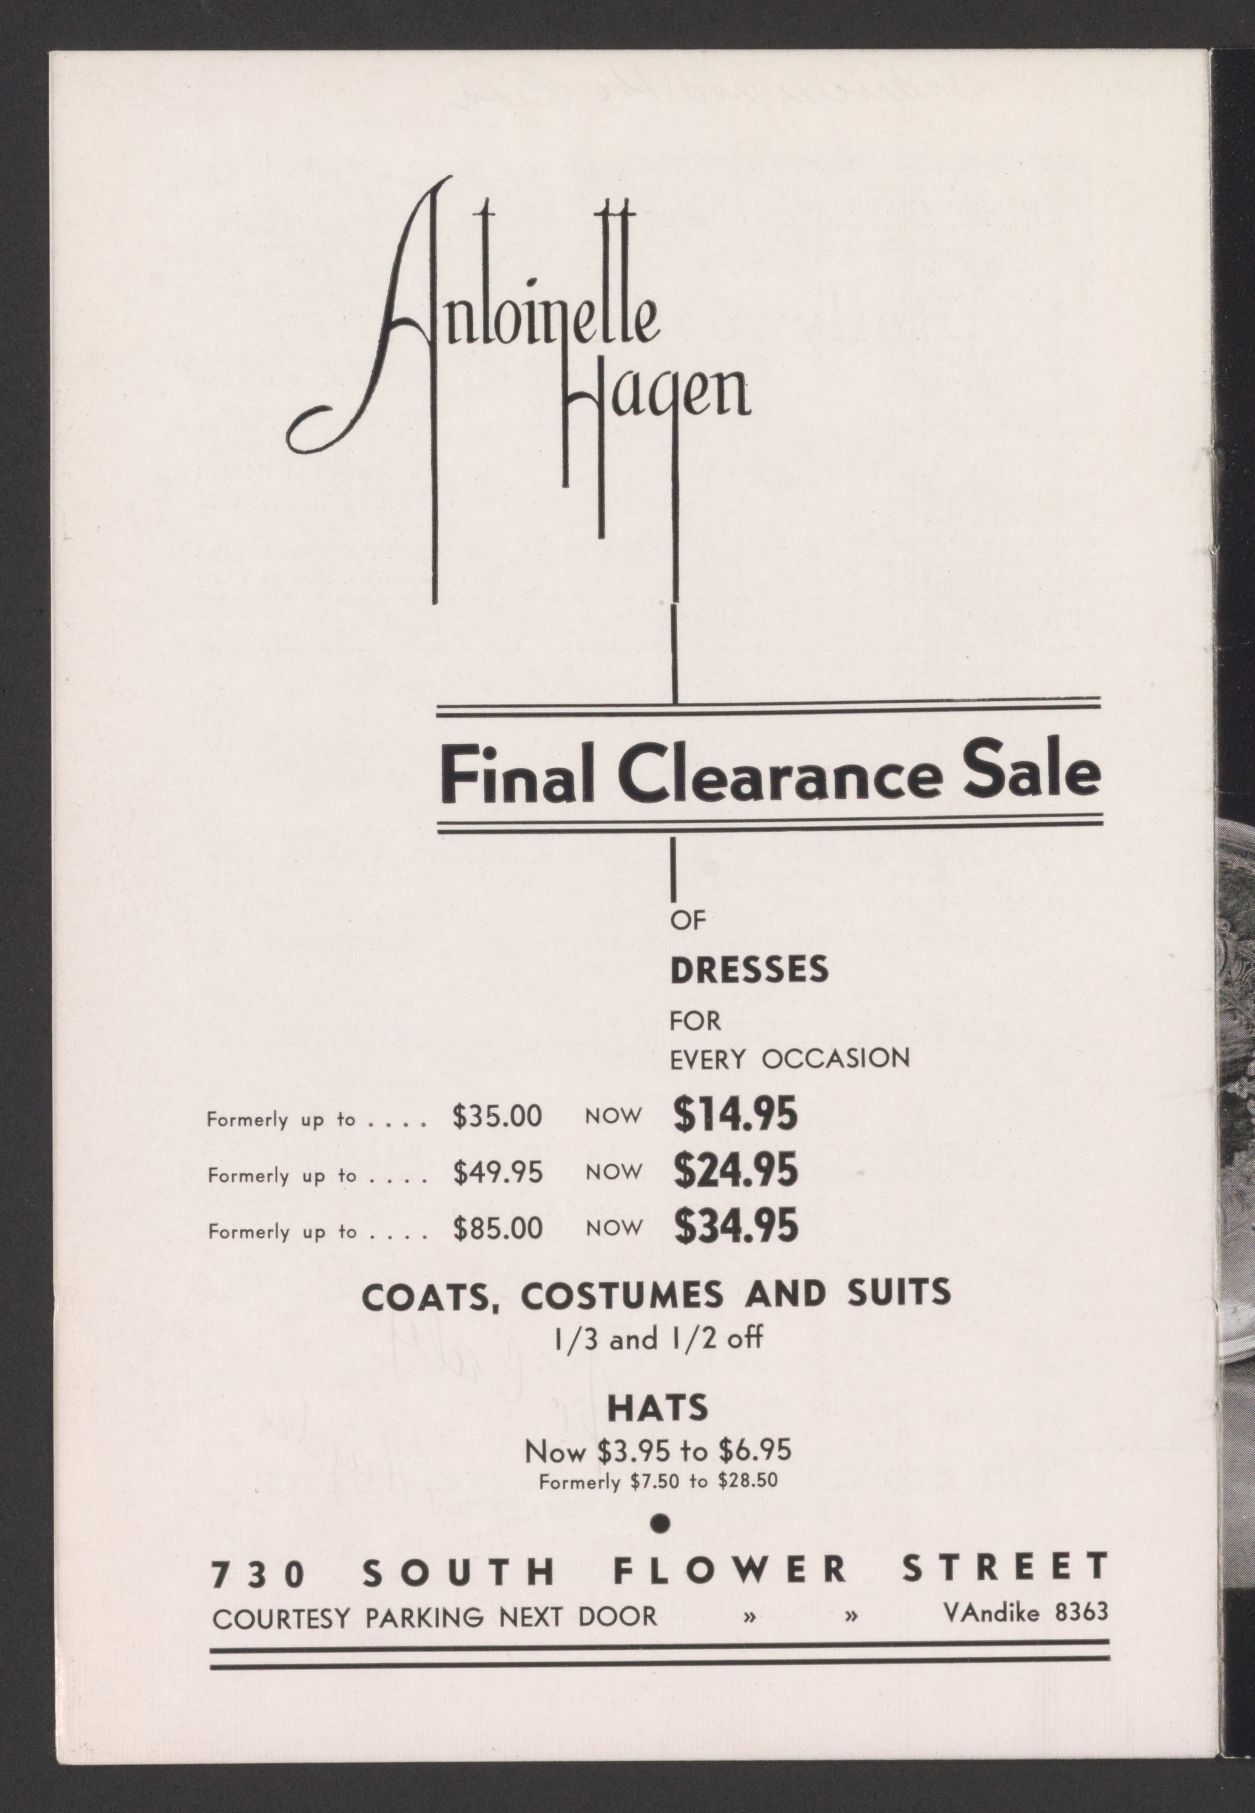 Antoinette
Hagen
Final Clearance Sale
OF
DRESSES
FOR
EVERY OCCASION
Formerly up to . . . . $35.00 NOW $14.95
Formerly up to . . . . $49.95 NOW $24.95
Formerly up to . . . . $85.00 NOW $34.95
COATS, COSTUMES AND SUITS
1/3 and 1/2 off
HATS
Now $3.95 to $6.95
Formerly $7.50 to $28.50
730 SOUTH FLOWER STREET
COURTESY PARKING NEXT DOOR » » VAndike 8363